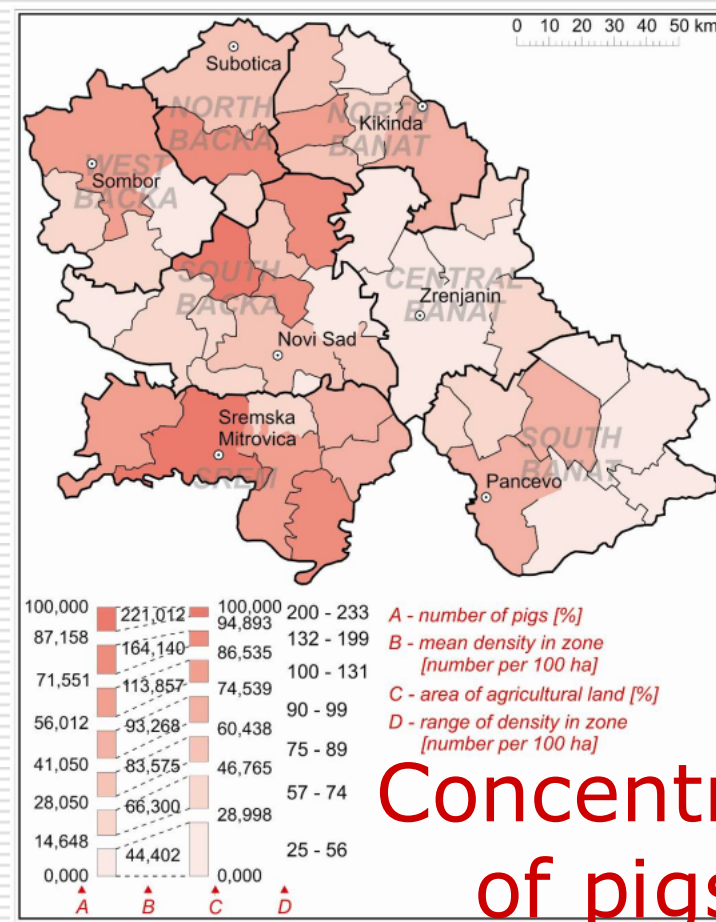 0 10 20 30 40 50 km
Subotica
NORTH
BACKA
NORTH
BANAT
Kikinda
WEST
BACKA
Sombor
SOUTH
BACKA
CENTRAL
BANAT
Zrenjanin
Novi Sad
Sremska
Mitrovica
SREM
SOUTH
BANAT
Pancevo
100,000 221,012 100,000 200 - 233
94,893
87,158 164,140 86,535 132 - 199
71,551 113,857 74,539 100 - 131
56,012 93,268 60,438 90 - 99
41,050 83,575 46,765 75 - 89
28,050 66,300 28,998 57 - 74
14,648 44,402 25 - 56
0,000 0,000
A B C D
A - number of pigs [%]
B - mean density in zone
[number per 100 ha]
C - area of agricultural land [%]
D - range of density in zone
[number per 100 ha]
Concentr
of pigs